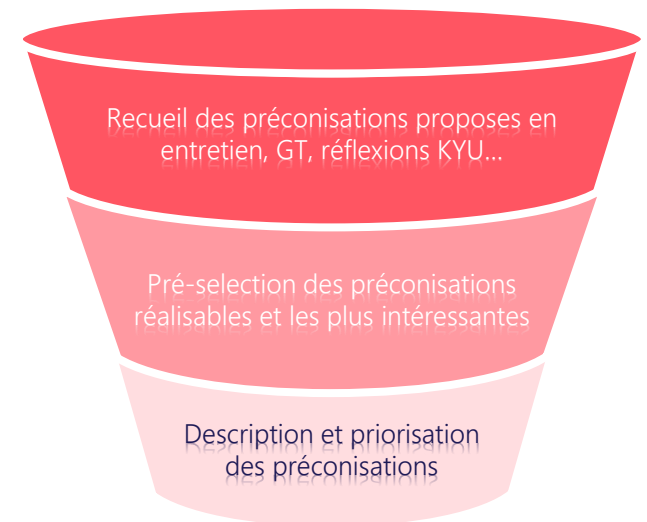 Recueil des préconisations proposes en
entretien, GT, réflexions KYU...
Pré-selection des préconisations
réalisables et les plus intéressantes
Description et priorisation
des préconisations